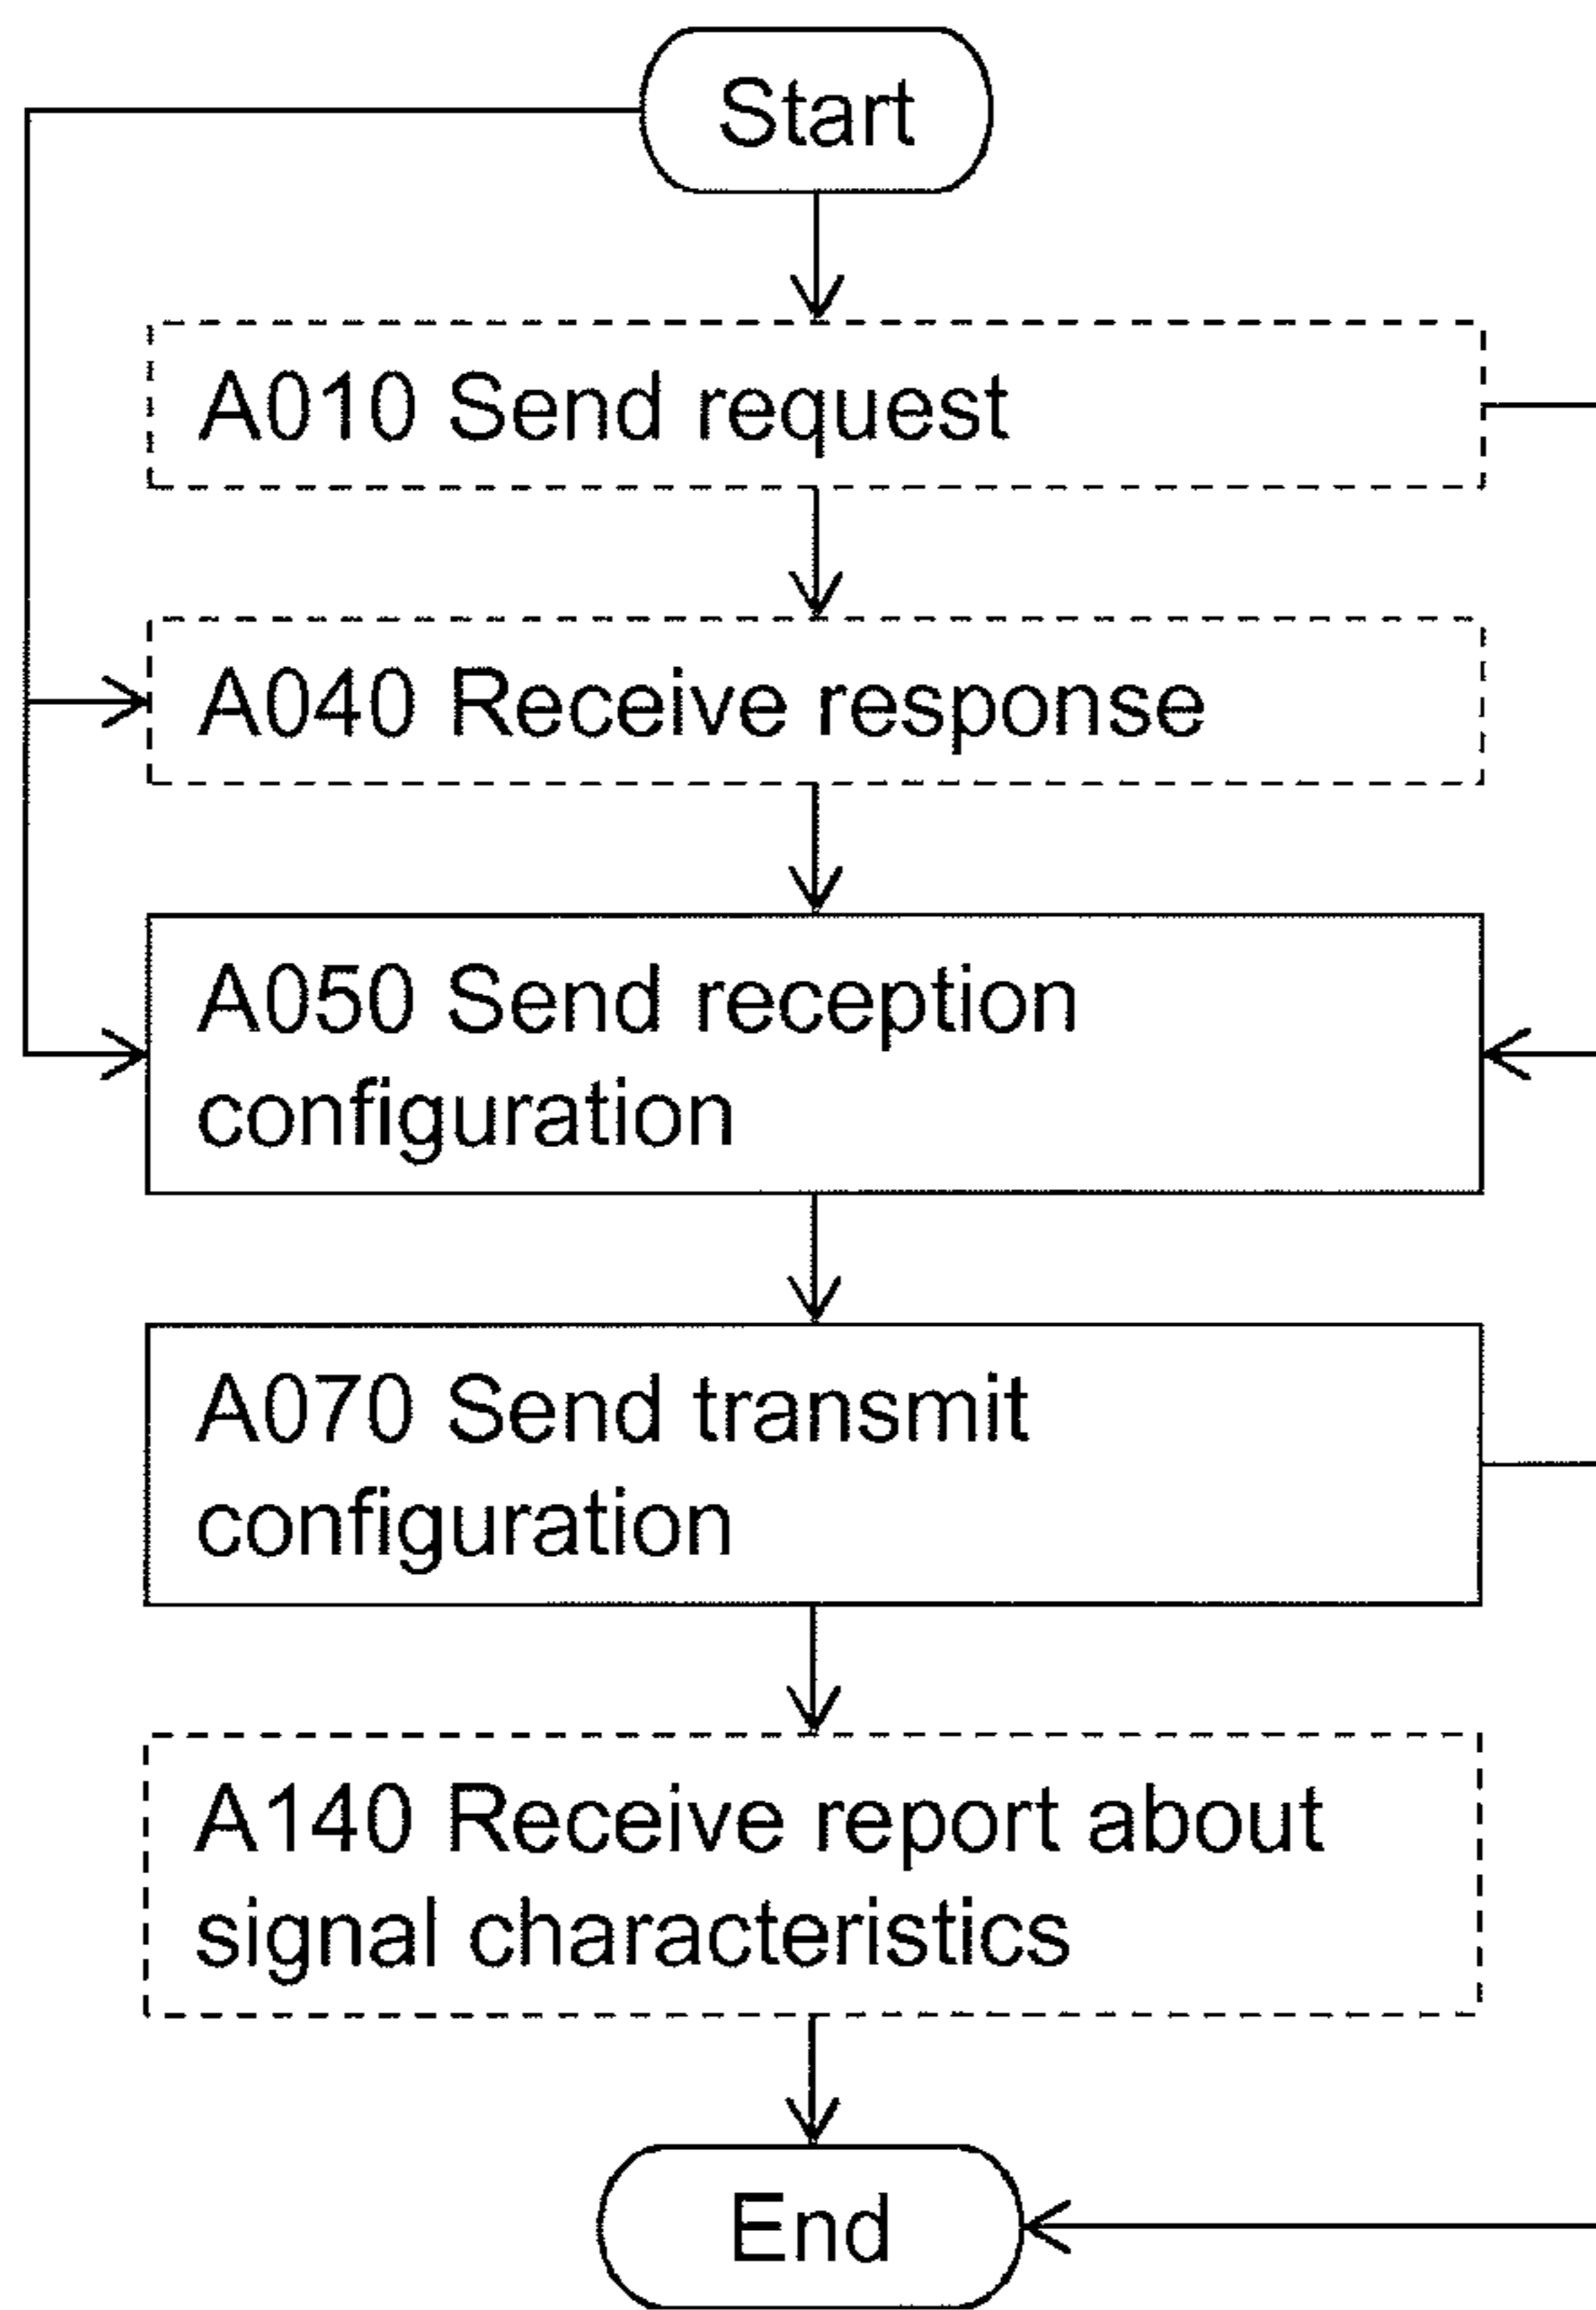 Start
A010 Send request
A040 Receive response
A050 Send reception
configuration
A070 Send transmit
configuration
A140 Receive report about
signal characteristics
End